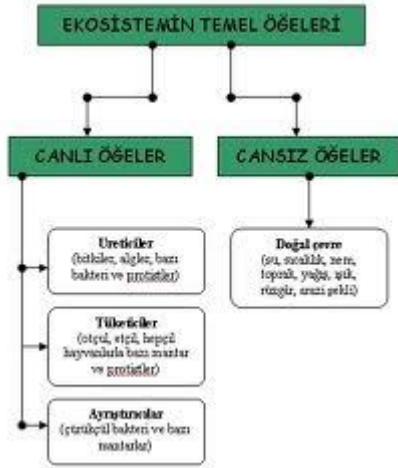 EKOSİSTEMİN TEMEL ÖĞELERİ
CANLI ÖĞELER
CANSIZ ÖĞELER
Üreticiler
(bitkiler, algler, bazı
bakteri ve protistler)
Tüketiciler
(otçul, etçil, hepçil
hayvanlarla bazı mantar
ve protistler)
Ayrıştırıcılar
(çürükçül bakteri ve bazı
mantarlar)
Doğal çevre
(su, sıcaklık, nem,
toprak, yağış, ışık,
rüzgâr, arazi şekli)